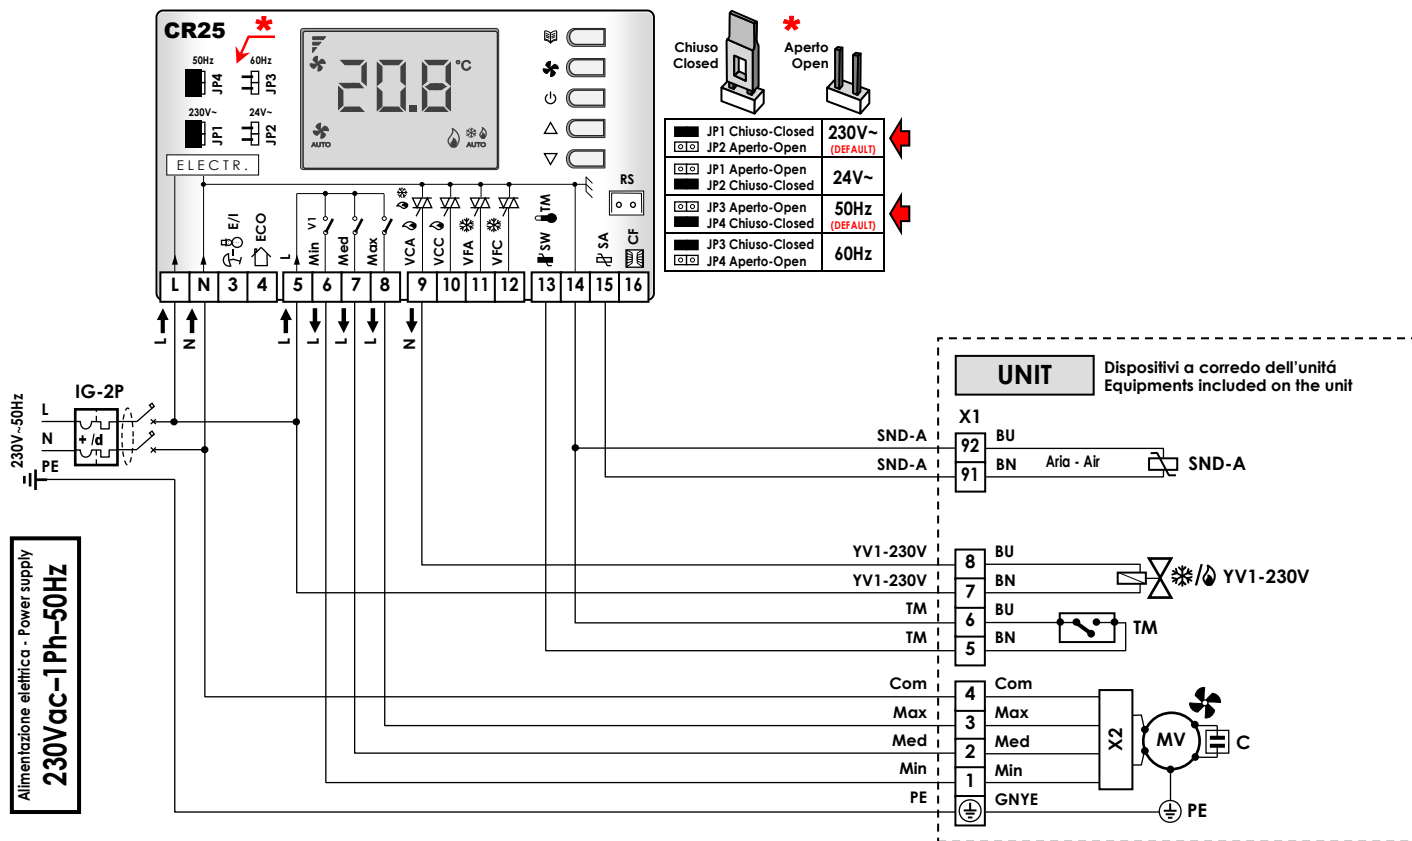 CR25
*
50Hz
60Hz
JP4
JP3
230V~
24V~
JP1
JP2
ELECTR.
20.8 °C
AUTO
AUTO
Chiuso
Closed
*
Aperto
Open
JP1 Chiuso-Closed
JP2 Aperto-Open
230V~
(DEFAULT)
JP1 Aperto-Open
JP2 Chiuso-Closed
24V~
JP3 Aperto-Open
JP4 Chiuso-Closed
50Hz
(DEFAULT)
JP3 Chiuso-Closed
JP4 Aperto-Open
60Hz
RS
E/I
ECO
L
Min
V1
Med
Max
VCA
VCC
VFA
VFC
SW
TM
SA
CF
L N 3 4 5 6 7 8 9 10 11 12 13 14 15 16
L N L L L L N
IG-2P
230V~50Hz
L
N
PE
+ /d
Alimentazione elettrica - Power supply
230Vac-1Ph-50Hz
UNIT
Dispositivi a corredo dell'unitá
Equipments included on the unit
X1
SND-A 92 BU
SND-A 91 BN
Aria - Air
SND-A
YV1-230V 8 BU
YV1-230V 7 BN
YV1-230V
/
TM 6 BU
TM 5 BN
TM
Com 4 Com
Max 3 Max
Med 2 Med
Min 1 Min
PE GNYE
X2
MV
C
PE